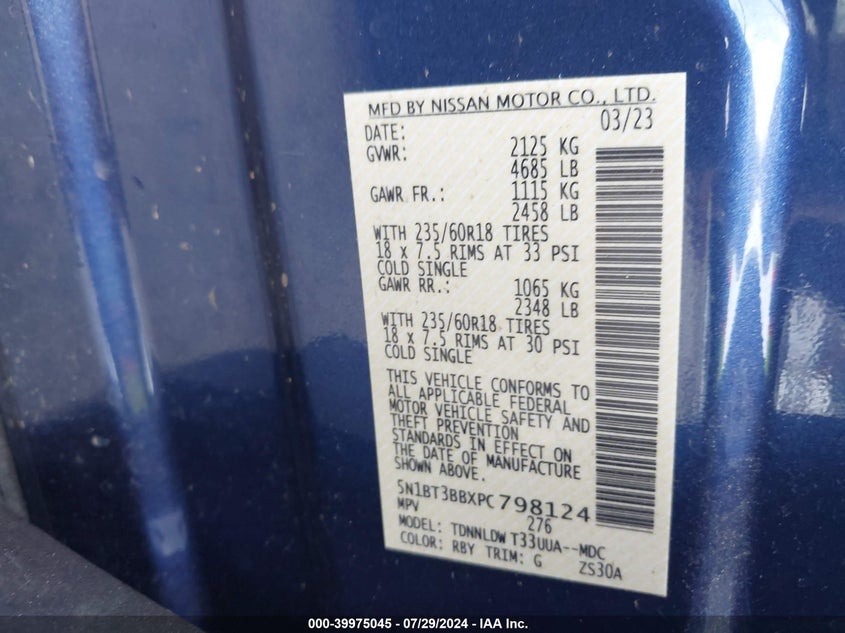 MFD BY NISSAN MOTOR CO., LTD.
DATE: 03/23
GVWR: 2125 KG
4685 LB
GAWR FR.: 1115 KG
2458 LB
WITH 235/60R18 TIRES
18 x 7.5 RIMS AT 33 PSI
COLD SINGLE
GAWR RR.: 1065 KG
2348 LB
WITH 235/60R18 TIRES
18 x 7.5 RIMS AT 30 PSI
COLD SINGLE
THIS VEHICLE CONFORMS TO
ALL APPLICABLE FEDERAL
MOTOR VEHICLE SAFETY AND
THEFT PREVENTION
STANDARDS IN EFFECT ON
THE DATE OF MANUFACTURE
SHOWN ABOVE.
5N1BT3BBXPC798124
MPV 276
MODEL: TDNNLDW T33UUA--MDC
COLOR: RBY TRIM: G ZS30A
000-39975045 - 07/29/2024 - IAA Inc.